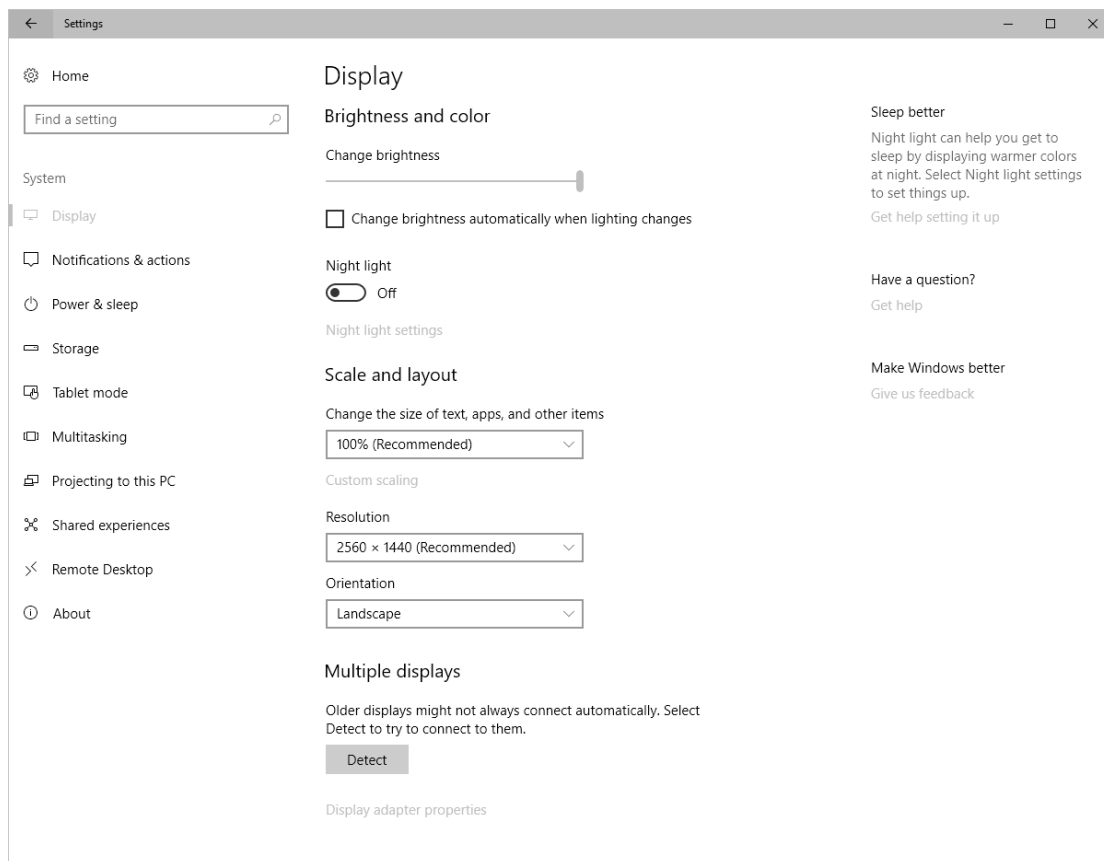 Settings
Home
Find a setting
System
Display
Notifications & actions
Power & sleep
Storage
Tablet mode
Multitasking
Projecting to this PC
Shared experiences
Remote Desktop
About
Display
Brightness and color
Change brightness
Change brightness automatically when lighting changes
Night light
Off
Night light settings
Scale and layout
Change the size of text, apps, and other items
100% (Recommended)
Custom scaling
Resolution
2560 × 1440 (Recommended)
Orientation
Landscape
Multiple displays
Older displays might not always connect automatically. Select
Detect to try to connect to them.
Detect
Display adapter properties
Sleep better
Night light can help you get to
sleep by displaying warmer colors
at night. Select Night light settings
to set things up.
Get help setting it up
Have a question?
Get help
Make Windows better
Give us feedback